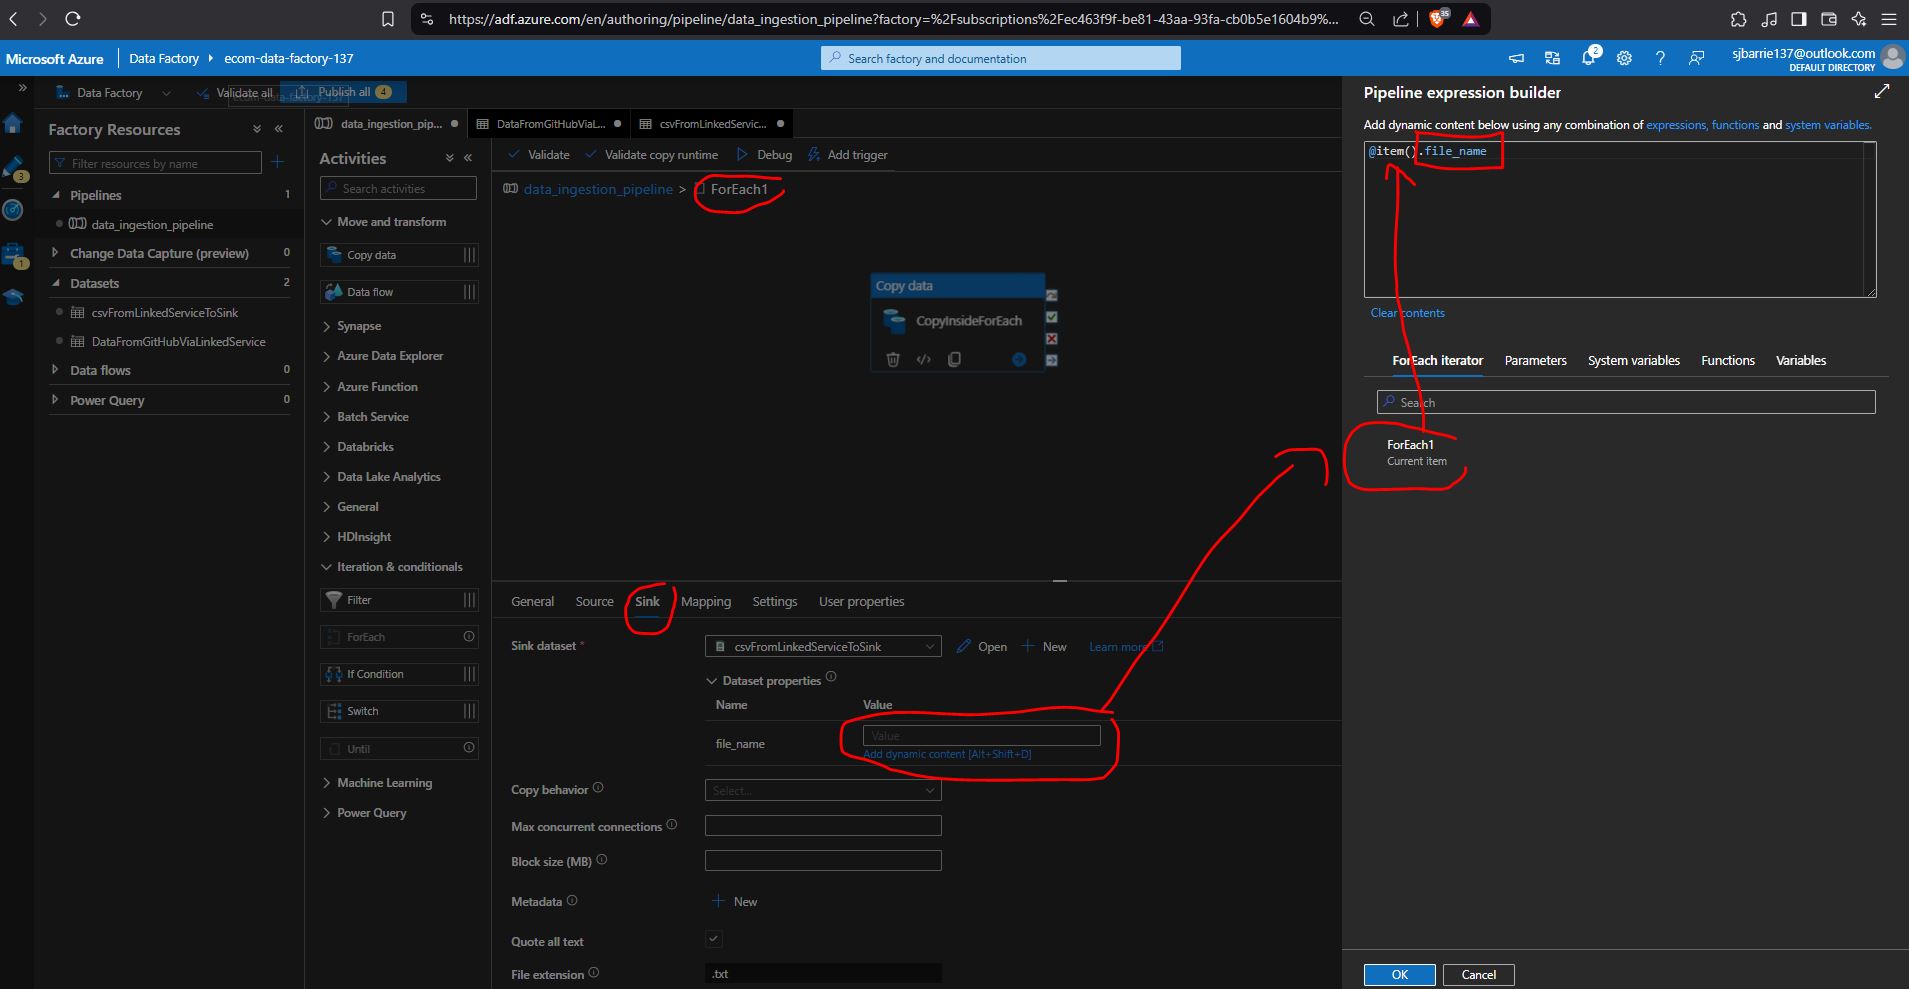 https://adf.azure.com/en/authoring/pipeline/data_ingestion_pipeline?factory=%2Fsubscriptions%2Fec463f9f-be81-43aa-93fa-cb0b5e1604b9%...
35
Microsoft Azure
Data Factory
ecom-data-factory-137
Search factory and documentation
2
sjbarrie137@outlook.com
DEFAULT DIRECTORY
Data Factory
Validate all
Publish all
4
ecom-data-factory-137
Factory Resources
Filter resources by name
3
1
Pipelines
1
data_ingestion_pipeline
Change Data Capture (preview)
0
Datasets
2
csvFromLinkedServiceToSink
DataFromGitHubViaLinkedService
Data flows
0
Power Query
0
data_ingestion_pip...
DataFromGitHubViaL...
csvFromLinkedServic...
Activities
Search activities
Move and transform
Copy data
Data flow
Synapse
Azure Data Explorer
Azure Function
Batch Service
Databricks
Data Lake Analytics
General
HDInsight
Iteration & conditionals
Filter
ForEach
If Condition
Switch
Until
Machine Learning
Power Query
Validate
Validate copy runtime
Debug
Add trigger
data_ingestion_pipeline > ForEach1
Copy data
CopyInsideForEach
General
Source
Sink
Mapping
Settings
User properties
Sink dataset *
csvFromLinkedServiceToSink
Open
New
Learn more
Dataset properties
Name
Value
file_name
Value
Add dynamic content [Alt+Shift+D]
Copy behavior
Select...
Max concurrent connections
Block size (MB)
Metadata
New
Quote all text
File extension
.txt
Pipeline expression builder
Add dynamic content below using any combination of expressions, functions and system variables.
@item().file_name
Clear contents
ForEach iterator
Parameters
System variables
Functions
Variables
Search
ForEach1
Current item
OK
Cancel